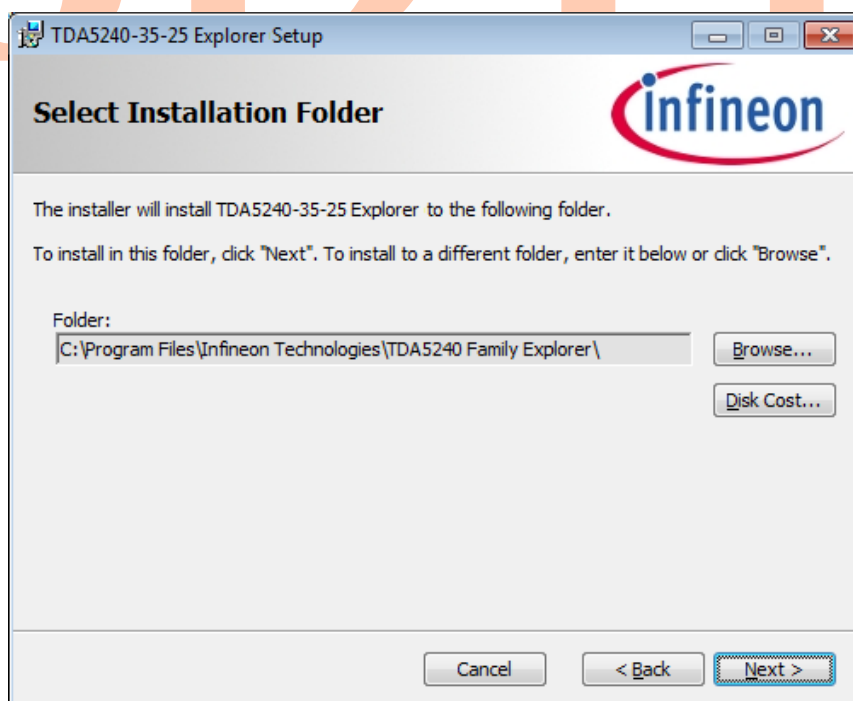 TDA5240-35-25 Explorer Setup
Select Installation Folder
infineon
The installer will install TDA5240-35-25 Explorer to the following folder.
To install in this folder, click "Next". To install to a different folder, enter it below or click "Browse".
Folder:
C:\Program Files\Infineon Technologies\TDA5240 Family Explorer\
Browse...
Disk Cost...
Cancel
< Back
Next >